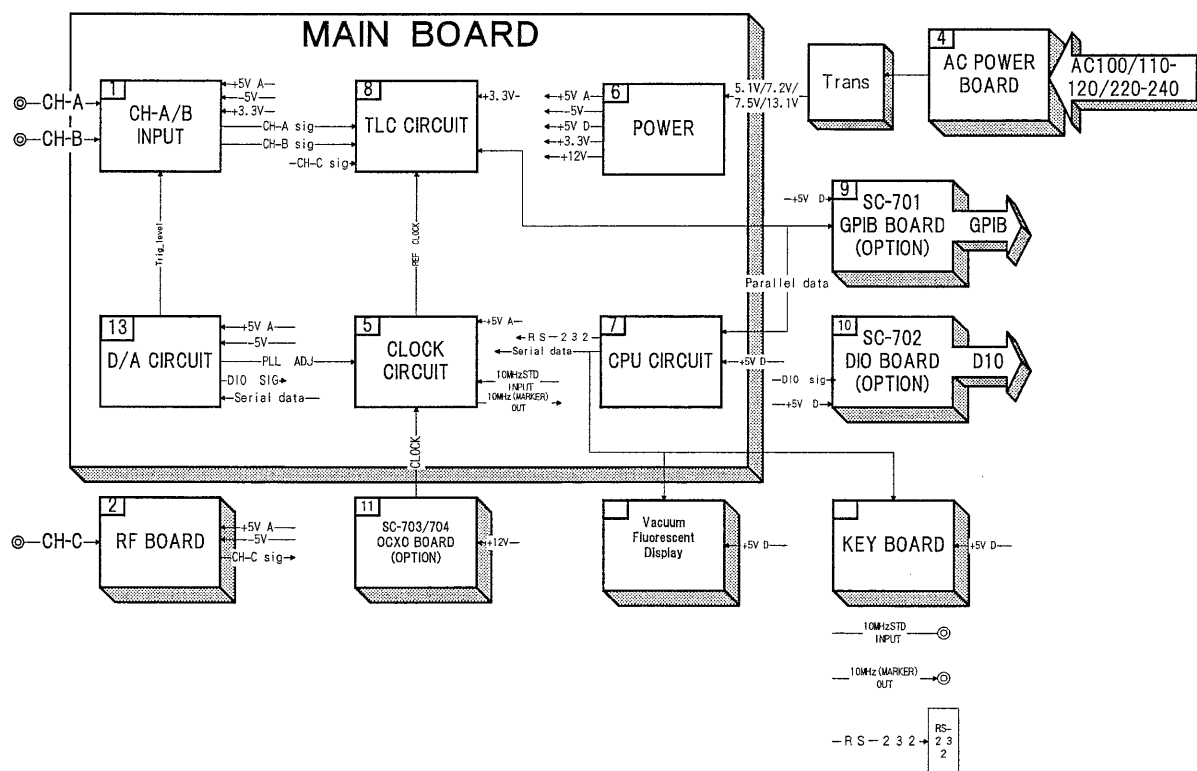 MAIN BOARD
CH-A
CH-B
1
CH-A/B
INPUT
+5V A
-5V
+3.3V
CH-A sig
CH-B sig
CH-C sig
8
TLC CIRCUIT
+3.3V
6
POWER
+5V A
-5V
+5V D
+3.3V
+12V
5.1V/7.2V/
7.5V/13.1V
Trans
4
AC POWER
BOARD
AC100/110-
120/220-240
Trig_level
REF CLOCK
+5V D
9
SC-701
GPIB BOARD
(OPTION)
GPIB
Parallel data
13
D/A CIRCUIT
+5V A
-5V
PLL ADJ
DIO SIG
Serial data
5
CLOCK
CIRCUIT
+5V A
RS-232
Serial data
10MHzSTD
INPUT
10MHz(MARKER)
OUT
7
CPU CIRCUIT
+5V D
10
SC-702
DIO BOARD
(OPTION)
DIO sig
+5V D
DIO
CLOCK
CH-C
2
RF BOARD
+5V A
-5V
CH-C sig
11
SC-703/704
OCXO BOARD
(OPTION)
+12V
Vacuum
Fluorescent
Display
+5V D
KEY BOARD
+5V D
10MHzSTD
INPUT
10MHz(MARKER)
OUT
RS-232
RS-
23
2